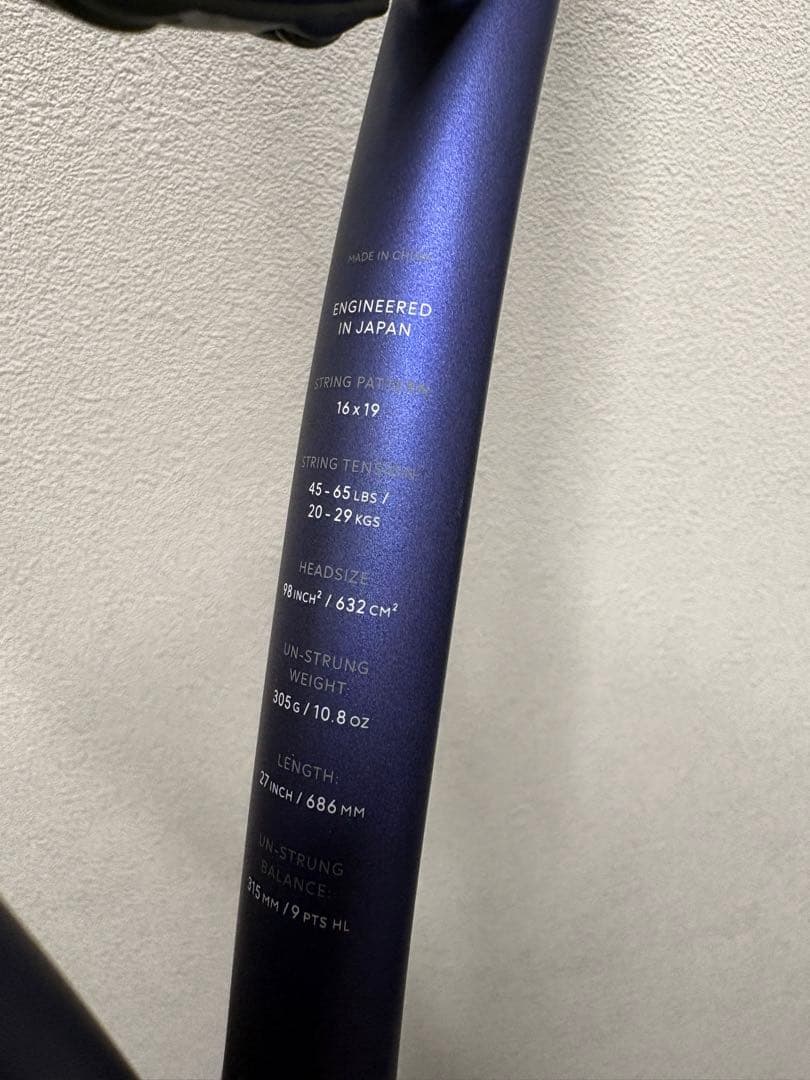 MADE IN CHINA
ENGINEERED
IN JAPAN
STRING PATTERN:
16 x 19
STRING TENSION:
45 - 65 LBS /
20 - 29 KGS
HEADSIZE:
98 INCH² / 632 CM²
UN-STRUNG
WEIGHT:
305 G / 10.8 OZ
LENGTH:
27 INCH / 686 MM
UN-STRUNG
BALANCE:
315 MM / 9 PTS HL